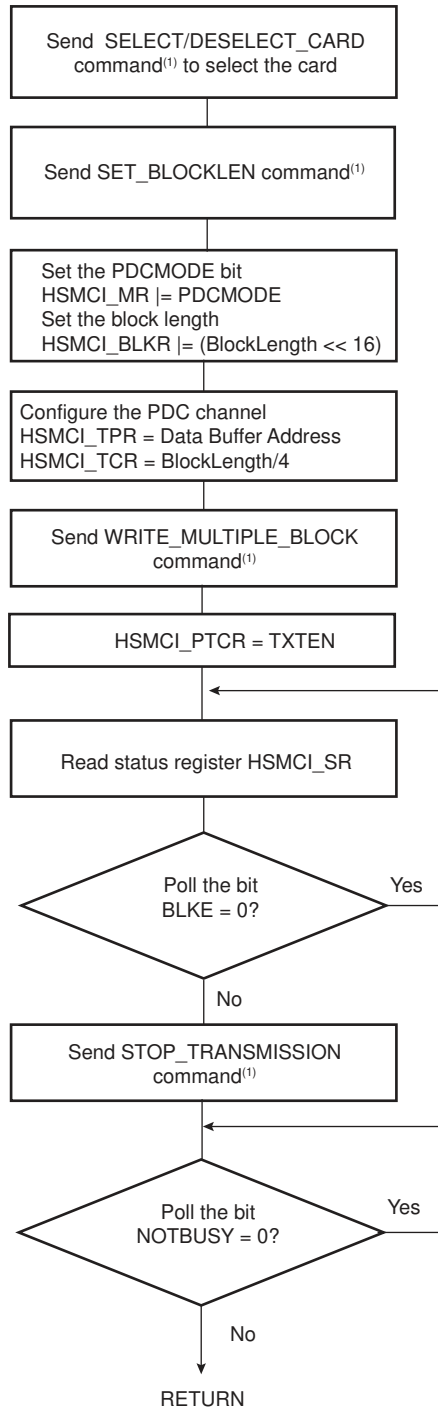 Send SELECT/DESELECT_CARD
command(1) to select the card
Send SET_BLOCKLEN command(1)
Set the PDCMODE bit
HSMCI_MR |= PDCMODE
Set the block length
HSMCI_BLKR |= (BlockLength << 16)
Configure the PDC channel
HSMCI_TPR = Data Buffer Address
HSMCI_TCR = BlockLength/4
Send WRITE_MULTIPLE_BLOCK
command(1)
HSMCI_PTCR = TXTEN
Read status register HSMCI_SR
Poll the bit
BLKE = 0?
Yes
No
Send STOP_TRANSMISSION
command(1)
Poll the bit
NOTBUSY = 0?
Yes
No
RETURN